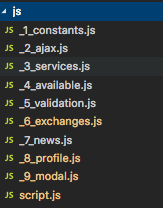 js
JS _1_constants.js
JS _2_ajax.js
JS _3_services.js
JS _4_available.js
JS _5_validation.js
JS _6_exchanges.js
JS _7_news.js
JS _8_profile.js
JS _9_modal.js
JS script.js